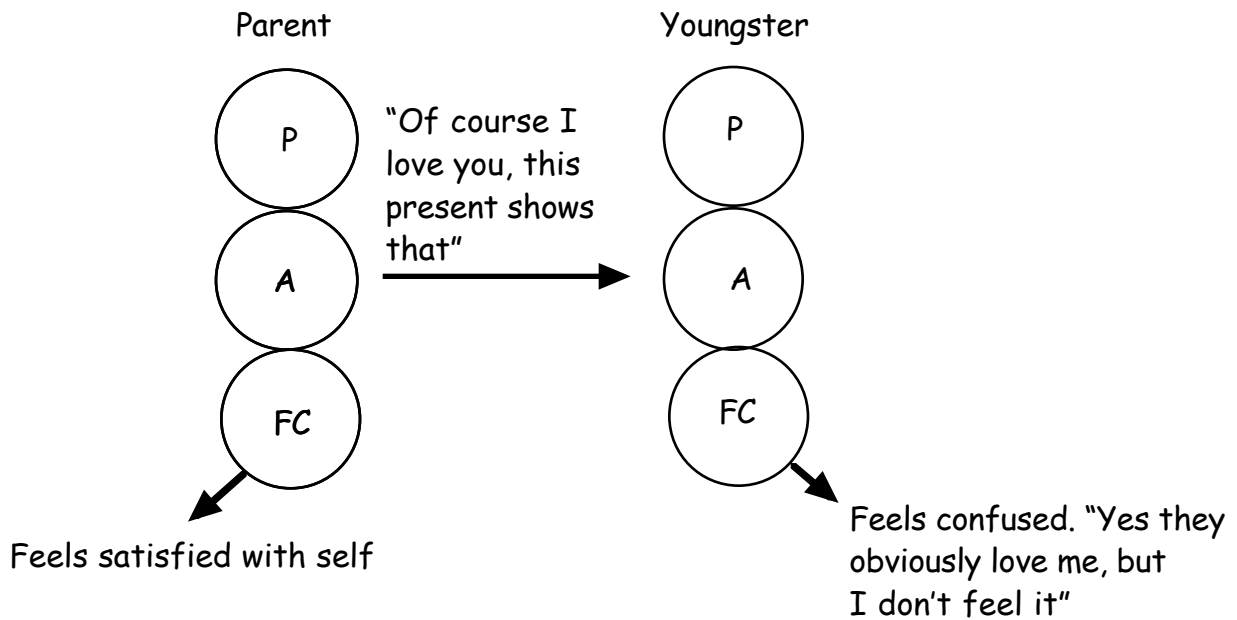 Parent
Youngster
P
P
“Of course I
love you, this
present shows
that”
A
A
FC
FC
Feels satisfied with self
Feels confused. “Yes they
obviously love me, but
I don’t feel it”